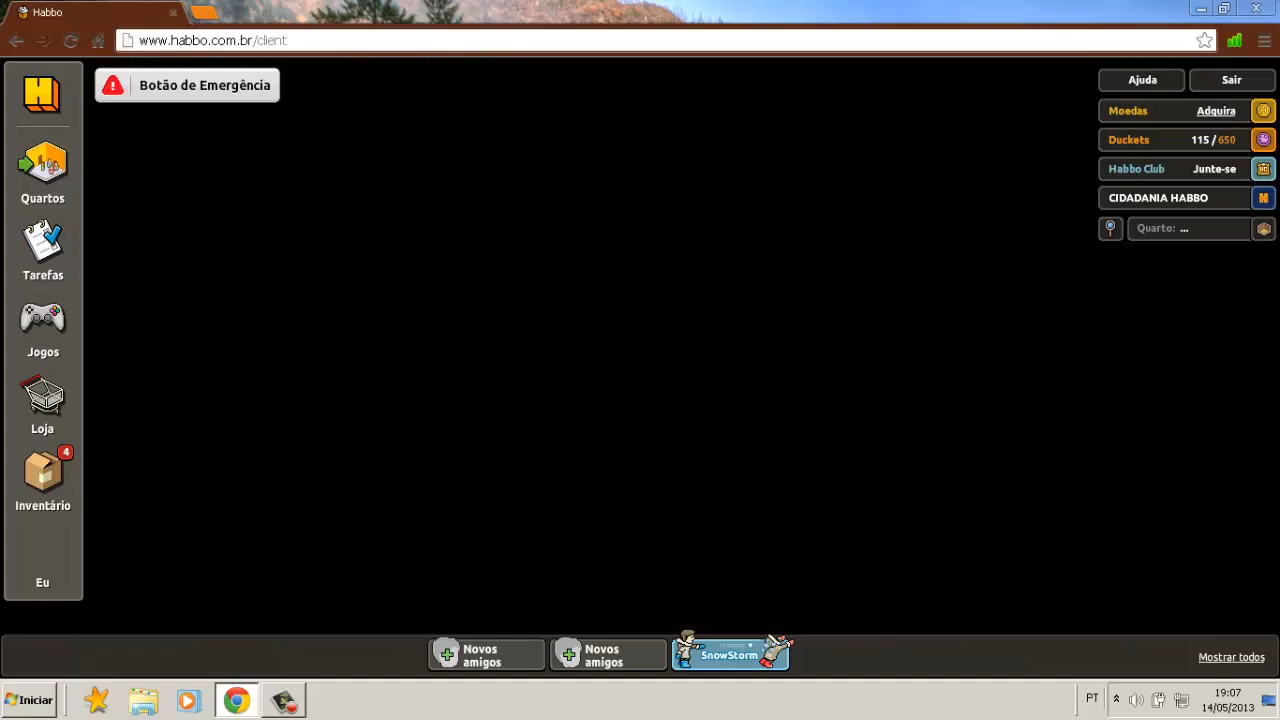 Habbo
www.habbo.com.br/client
Botão de Emergência
Ajuda
Sair
Moedas Adquira
Duckets 115 / 650
Habbo Club Junte-se
HC
CIDADANIA HABBO
H
Quarto: ...
H
Quartos
Tarefas
Jogos
Loja
4
Inventário
Eu
Novos
amigos
Novos
amigos
SnowStorm
Mostrar todos
Iniciar
PT
19:07
14/05/2013